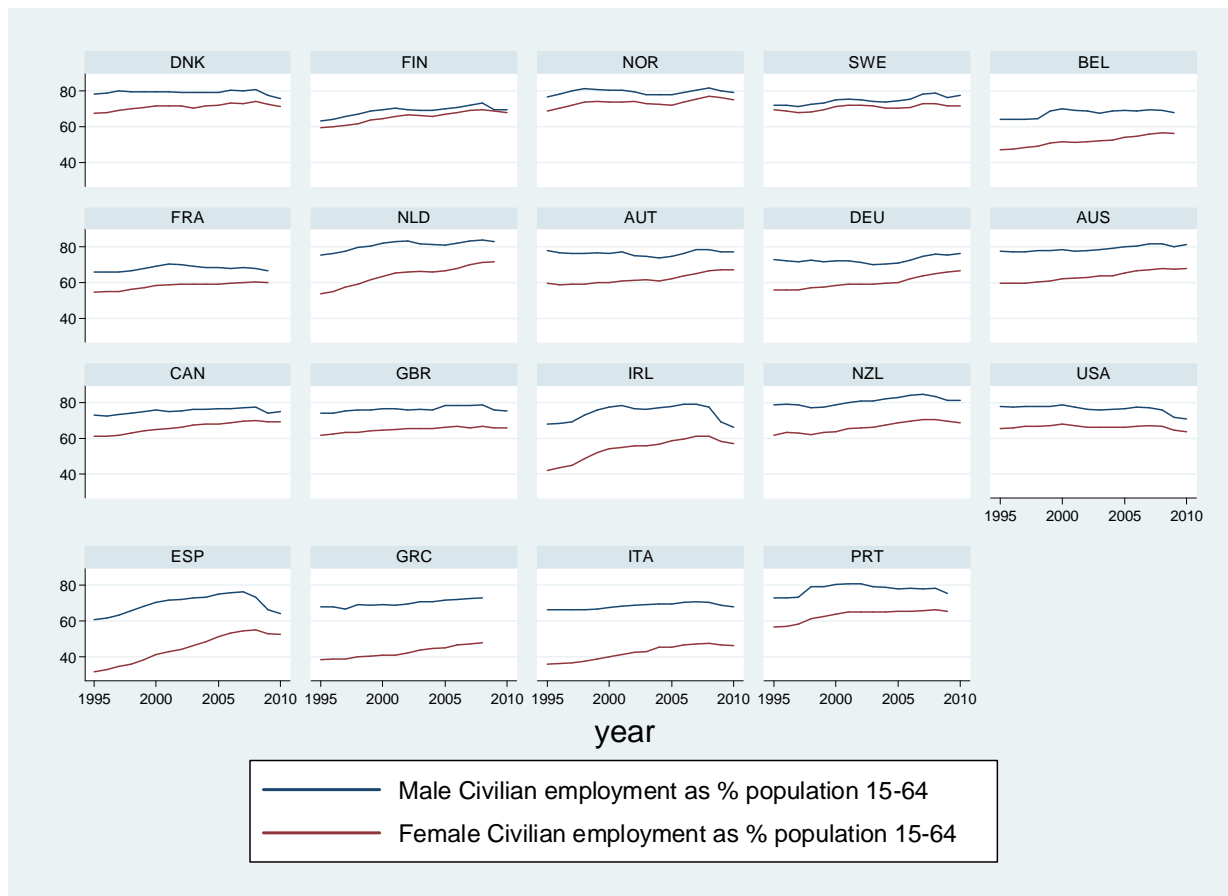 DNK FIN NOR SWE BEL
80
60
40
FRA NLD AUT DEU AUS
80
60
40
CAN GBR IRL NZL USA
80
60
40
1995 2000 2005 2010
ESP GRC ITA PRT
80
60
40
1995 2000 2005 2010 1995 2000 2005 2010 1995 2000 2005 2010 1995 2000 2005 2010
year
Male Civilian employment as % population 15-64
Female Civilian employment as % population 15-64